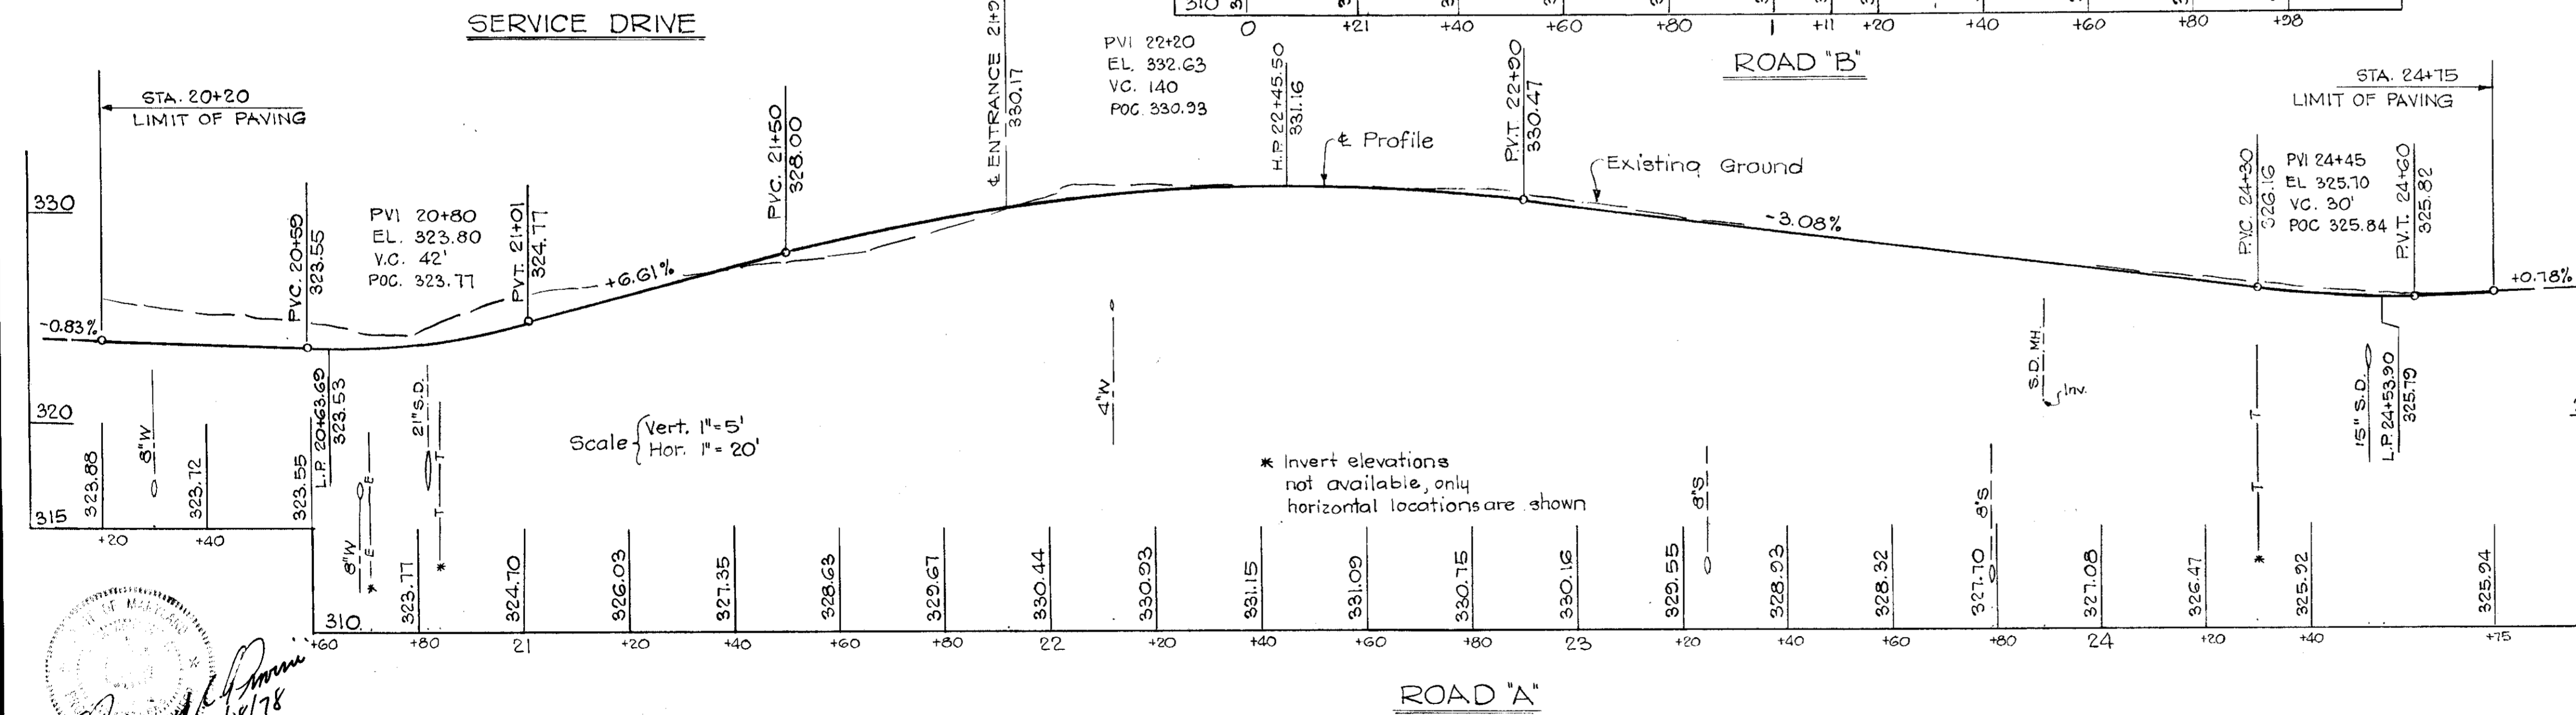 SERVICE DRIVE
310
0
+21
+40
+60
+80
1
+11
+20
+40
+60
+80
+98
ROAD "B"
STA. 20+20
LIMIT OF PAVING
PVC. 20+59
323.55
PVI 20+80
EL. 323.80
V.C. 42'
POC. 323.77
PVT. 21+01
324.77
PVC. 21+50
328.00
℄ ENTRANCE 21+9
330.17
PVI 22+20
EL. 332.63
VC. 140
POC. 330.93
H.P. 22+45.50
331.16
℄ Profile
P.V.T. 22+90
330.47
Existing Ground
STA. 24+75
LIMIT OF PAVING
P.V.C. 24+30
326.16
PVI 24+45
EL 325.70
VC. 30'
POC 325.84
P.V.T. 24+60
325.82
330
-0.83%
+6.61%
-3.08%
+0.78%
320
315
323.88
8"W
323.72
323.55
L.P. 20+63.69
323.53
8"W
E
E
21" S.D.
T
T
Scale { Vert. 1"=5'
Hor. 1"= 20'
4"W
* Invert elevations
not available, only
horizontal locations are shown
8"S
8"S
S.D. MH.
Inv.
T
T
15" S.D.
L.P. 24+53.90
325.79
+20
+40
310
323.77
324.70
326.03
327.35
328.63
329.67
330.44
330.93
331.15
331.09
330.75
330.16
329.55
328.93
328.32
327.70
327.08
326.47
325.92
325.94
+60
+80
21
+20
+40
+60
+80
22
+20
+40
+60
+80
23
+20
+40
+60
+80
24
+20
+40
+75
ROAD "A"
OF MARYLAND